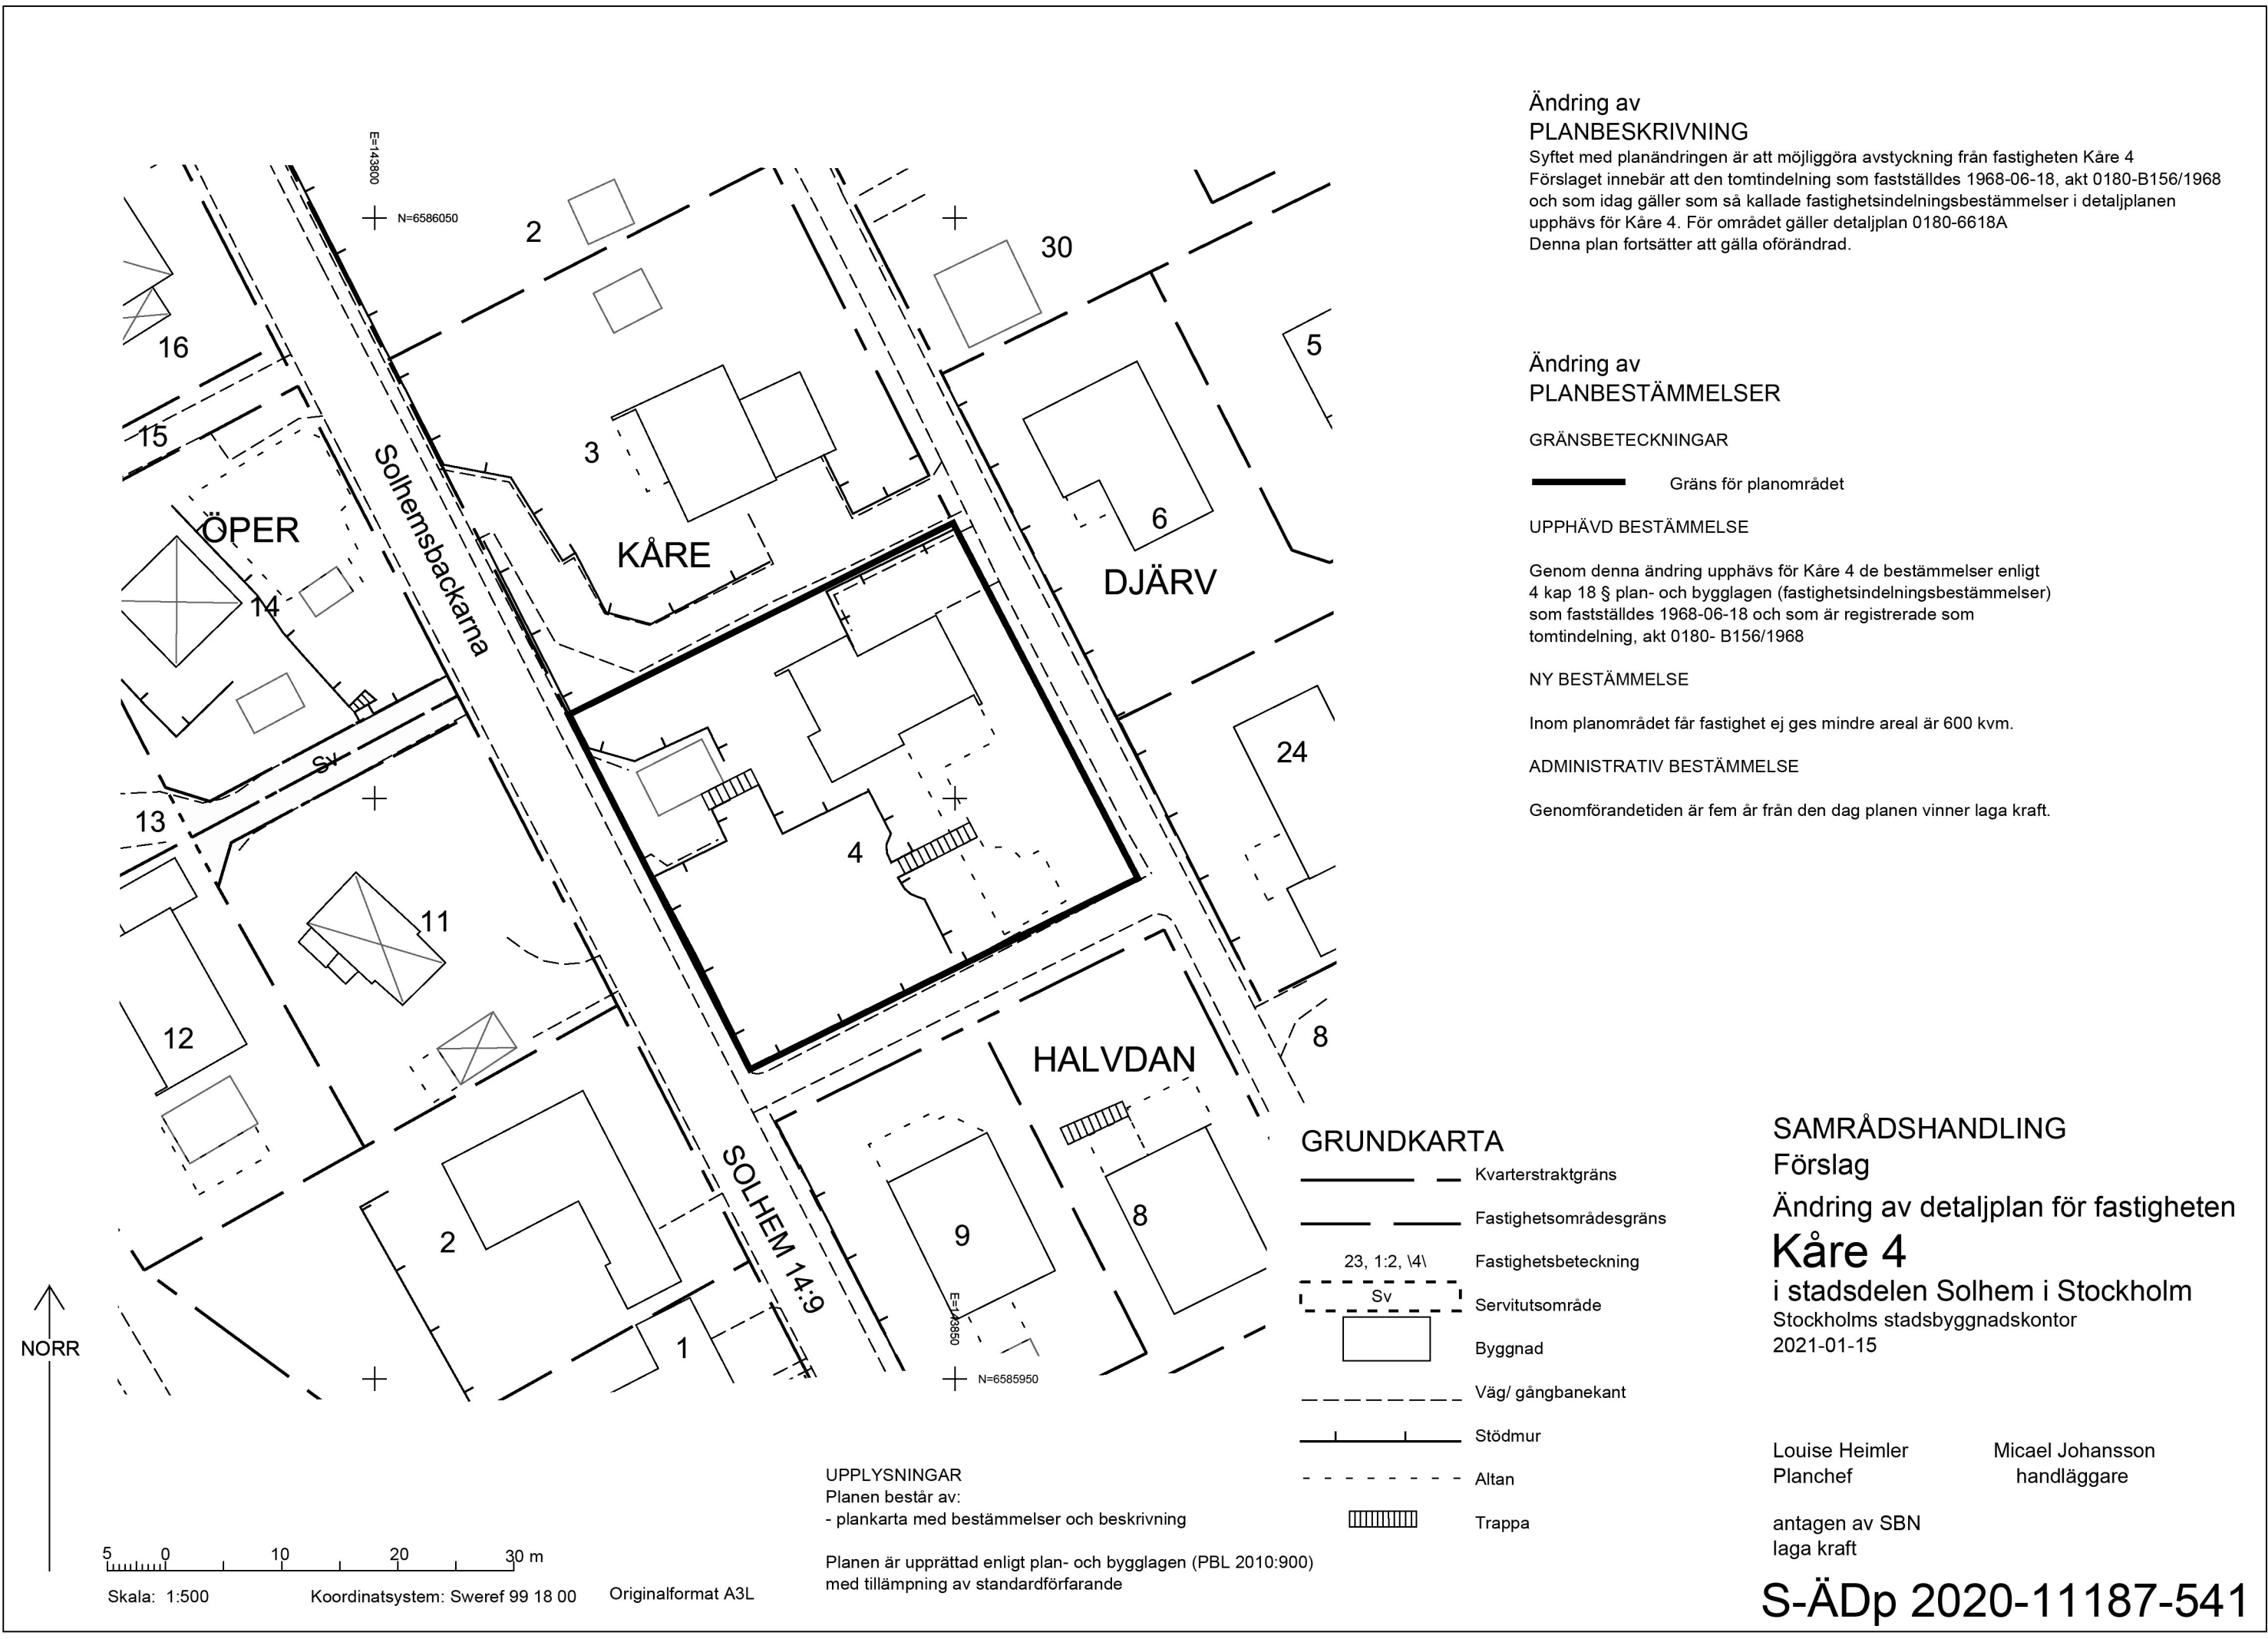 Ändring av
PLANBESKRIVNING
Syftet med planändringen är att möjliggöra avstyckning från fastigheten Kåre 4
Förslaget innebär att den tomtindelning som fastställdes 1968-06-18, akt 0180-B156/1968
och som idag gäller som så kallade fastighetsindelningsbestämmelser i detaljplanen
upphävs för Kåre 4. För området gäller detaljplan 0180-6618A
Denna plan fortsätter att gälla oförändrad.
Ändring av
PLANBESTÄMMELSER
GRÄNSBETECKNINGAR
Gräns för planområdet
UPPHÄVD BESTÄMMELSE
Genom denna ändring upphävs för Kåre 4 de bestämmelser enligt
4 kap 18 § plan- och bygglagen (fastighetsindelningsbestämmelser)
som fastställdes 1968-06-18 och som är registrerade som
tomtindelning, akt 0180- B156/1968
NY BESTÄMMELSE
Inom planområdet får fastighet ej ges mindre areal är 600 kvm.
ADMINISTRATIV BESTÄMMELSE
Genomförandetiden är fem år från den dag planen vinner laga kraft.
E=143800
N=6586050
2
30
16
5
15
3
Solhemsbackarna
ÖPER
6
KÅRE
DJÄRV
14
24
Sv
13
4
11
12
8
HALVDAN
SOLHEM 14:9
2
9
8
1
E=143850
N=6585950
NORR
GRUNDKARTA
Kvarterstraktgräns
Fastighetsområdesgräns
23, 1:2, \4\ Fastighetsbeteckning
Sv Servitutsområde
Byggnad
Väg/ gångbanekant
Stödmur
Altan
Trappa
SAMRÅDSHANDLING
Förslag
Ändring av detaljplan för fastigheten
Kåre 4
i stadsdelen Solhem i Stockholm
Stockholms stadsbyggnadskontor
2021-01-15
Louise Heimler Micael Johansson
Planchef handläggare
antagen av SBN
laga kraft
S-ÄDp 2020-11187-541
UPPLYSNINGAR
Planen består av:
- plankarta med bestämmelser och beskrivning
Planen är upprättad enligt plan- och bygglagen (PBL 2010:900)
med tillämpning av standardförfarande
5 0 10 20 30 m
Skala: 1:500 Koordinatsystem: Sweref 99 18 00 Originalformat A3L